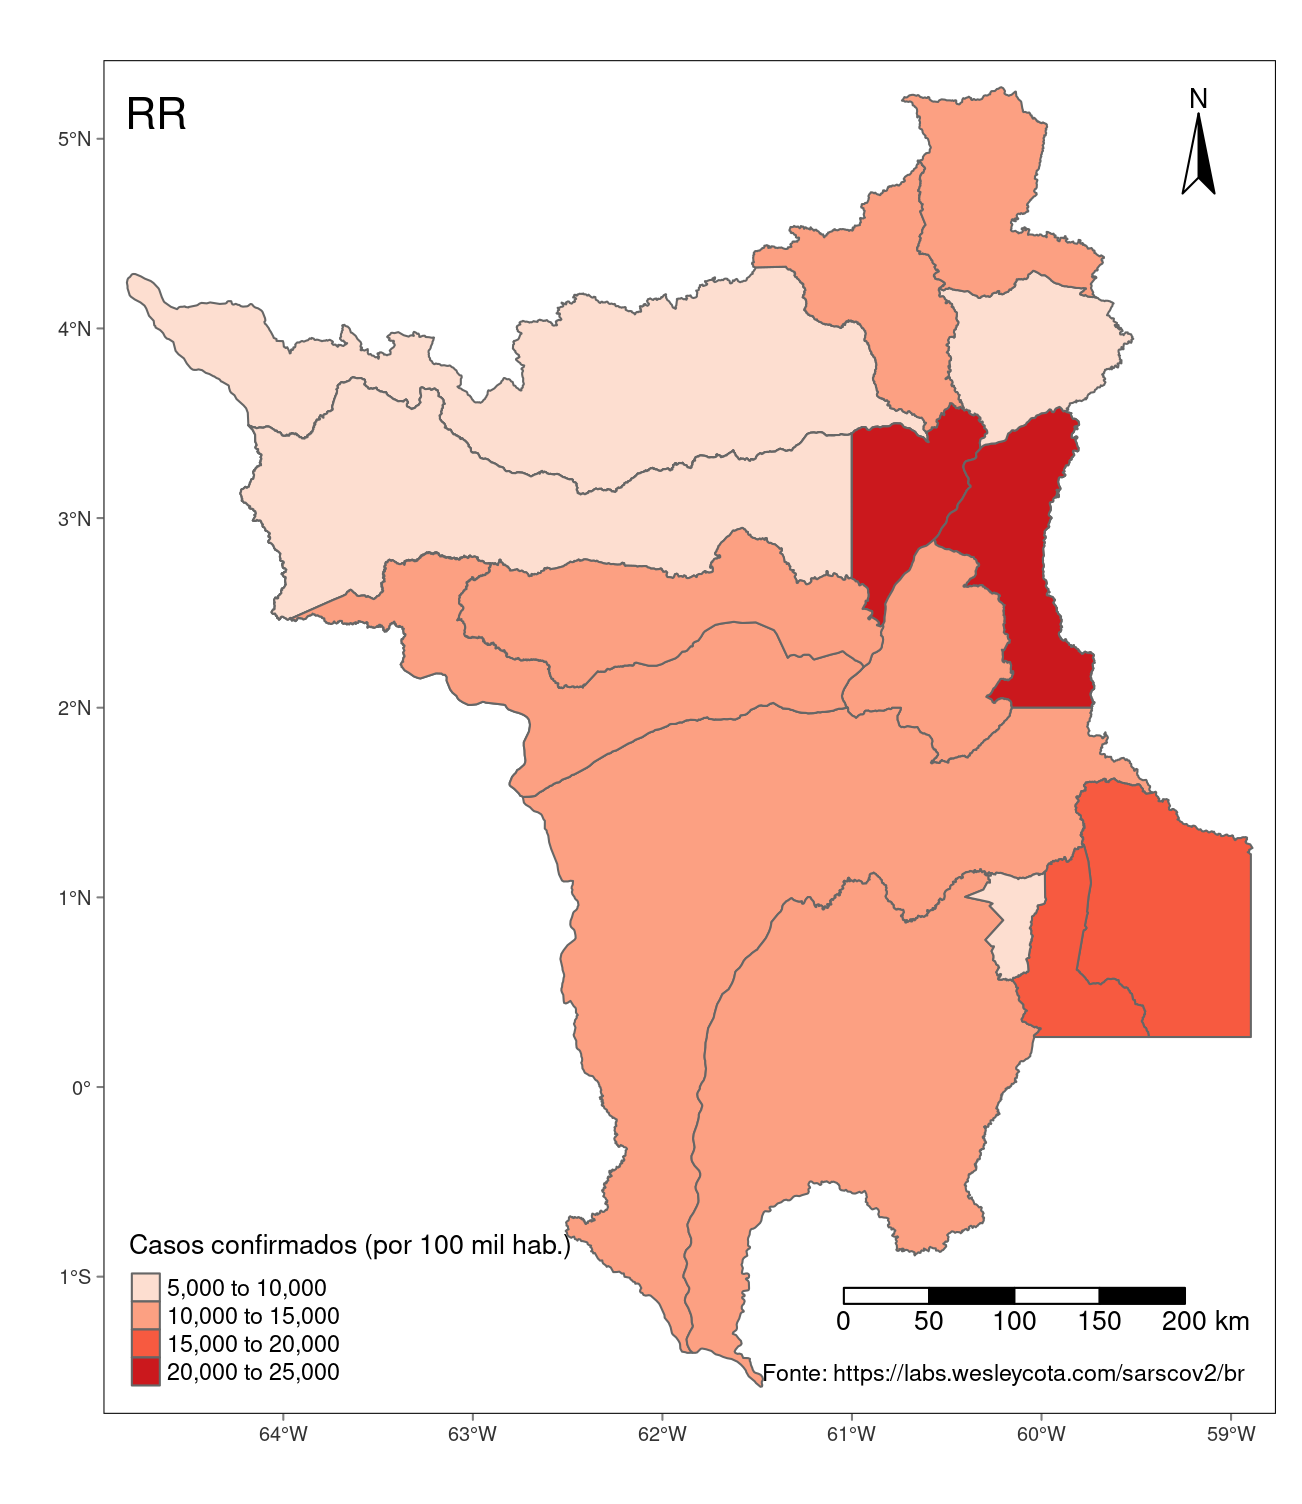 RR
N
5°N
4°N
3°N
2°N
1°N
0°
1°S
Casos confirmados (por 100 mil hab.)
5,000 to 10,000
10,000 to 15,000
15,000 to 20,000
20,000 to 25,000
0 50 100 150 200 km
Fonte: https://labs.wesleycota.com/sarscov2/br
64°W 63°W 62°W 61°W 60°W 59°W